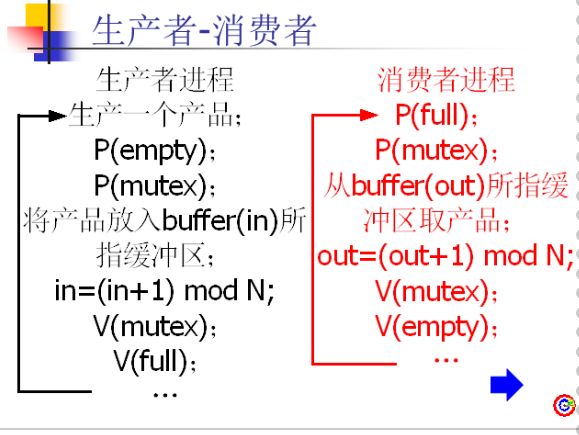 生产者-消费者
生产者进程
生产一个产品;
P(empty);
P(mutex);
将产品放入buffer(in)所
指缓冲区;
in=(in+1) mod N;
V(mutex);
V(full);
…
消费者进程
P(full);
P(mutex);
从buffer(out)所指缓
冲区取产品;
out=(out+1) mod N;
V(mutex);
V(empty);
…